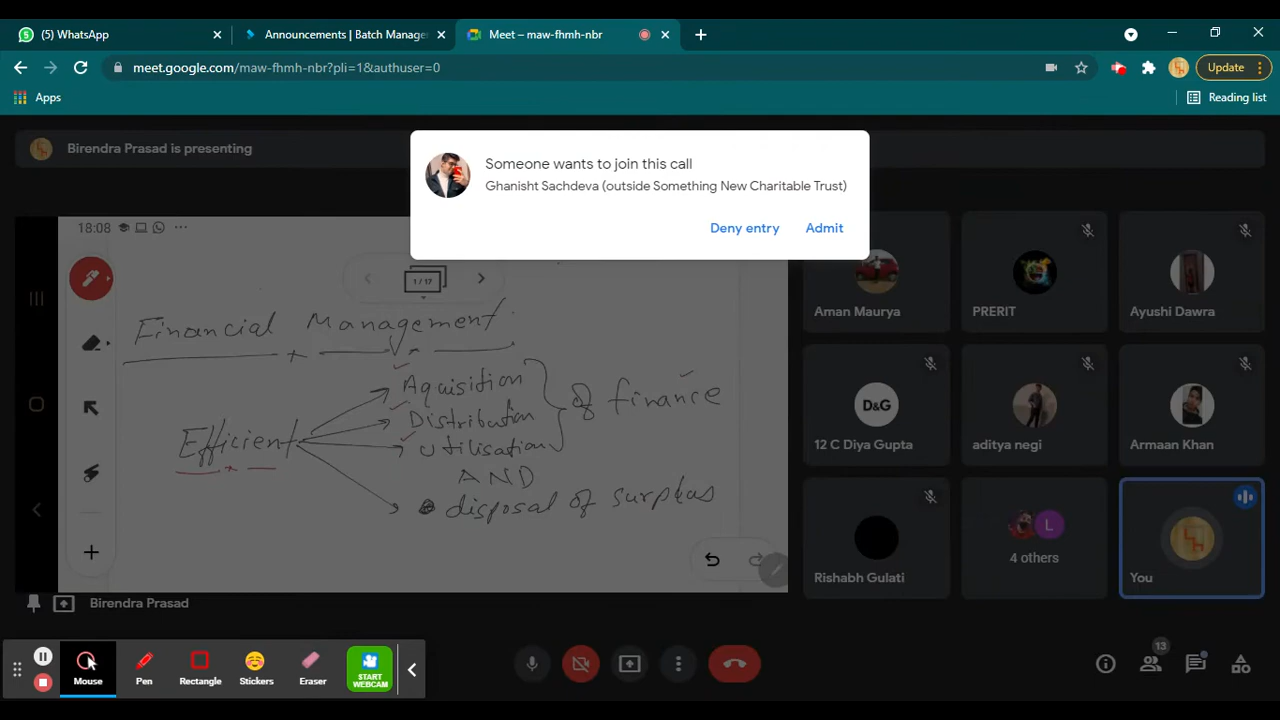 (5) WhatsApp
Announcements | Batch Manage
Meet – maw-fhmh-nbr
meet.google.com/maw-fhmh-nbr?pli=1&authuser=0
Update
Apps
Reading list
Birendra Prasad is presenting
Someone wants to join this call
Ghanisht Sachdeva (outside Something New Charitable Trust)
Deny entry
Admit
18:08
1 / 17
Financial Management
Aquisition
Distribution
Utilisation
of finance
Efficient
AND
disposal of surplus
Birendra Prasad
Aman Maurya
PRERIT
Ayushi Dawra
D&G
12 C Diya Gupta
aditya negi
Armaan Khan
Rishabh Gulati
L
4 others
You
Mouse
Pen
Rectangle
Stickers
Eraser
START
WEBCAM
13